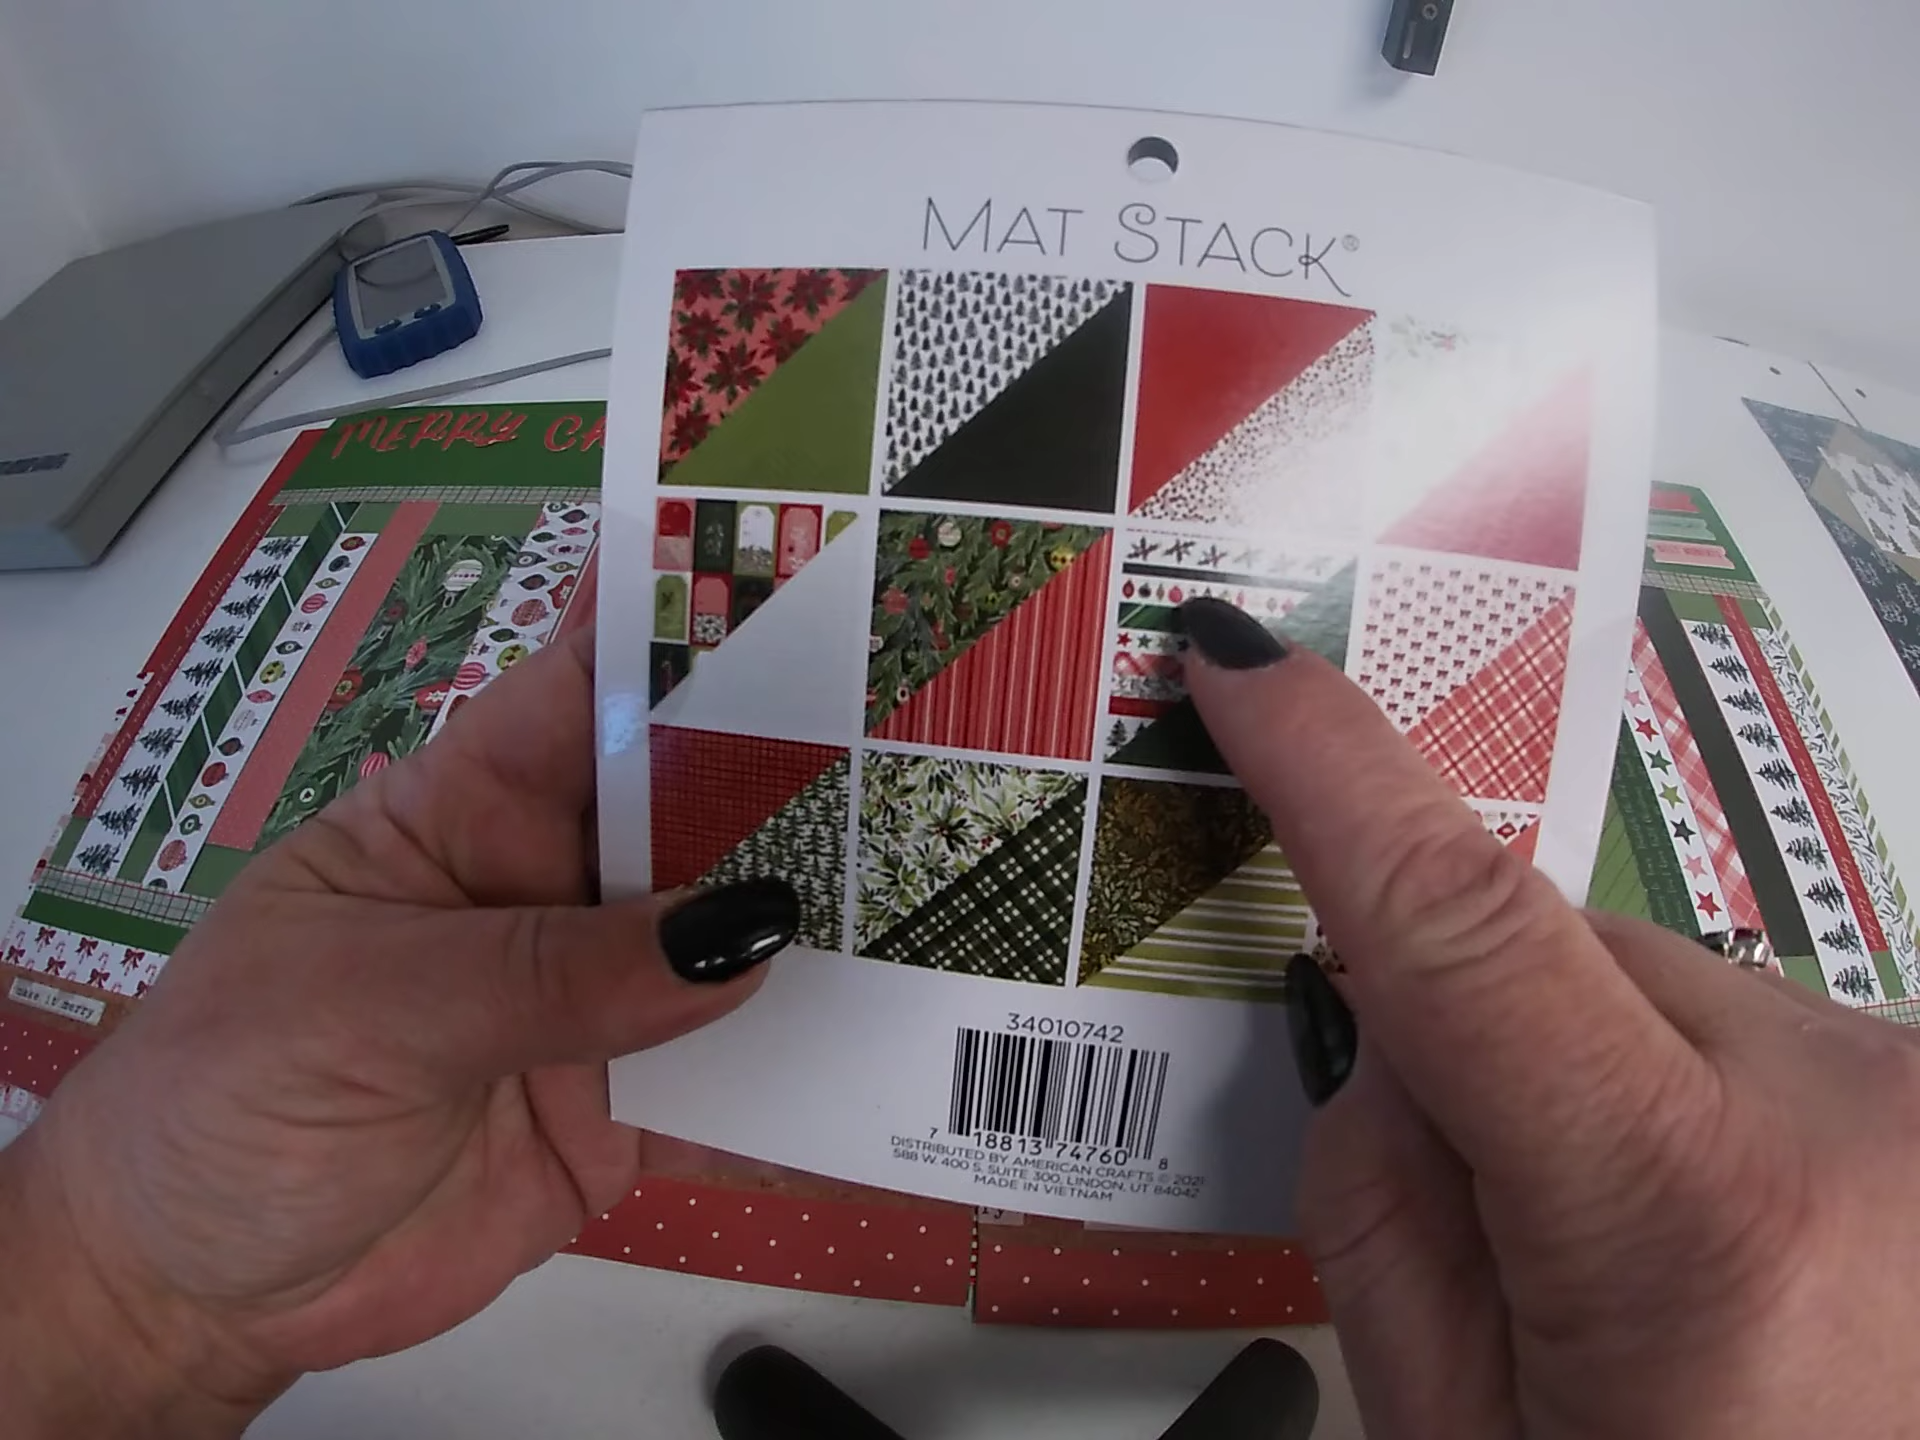 MAT STACK®
MERRY
make it merry
34010742
7 18813 74760 8
DISTRIBUTED BY AMERICAN CRAFTS © 2021
588 W. 400 S. SUITE 300, LINDON, UT 84042
MADE IN VIETNAM